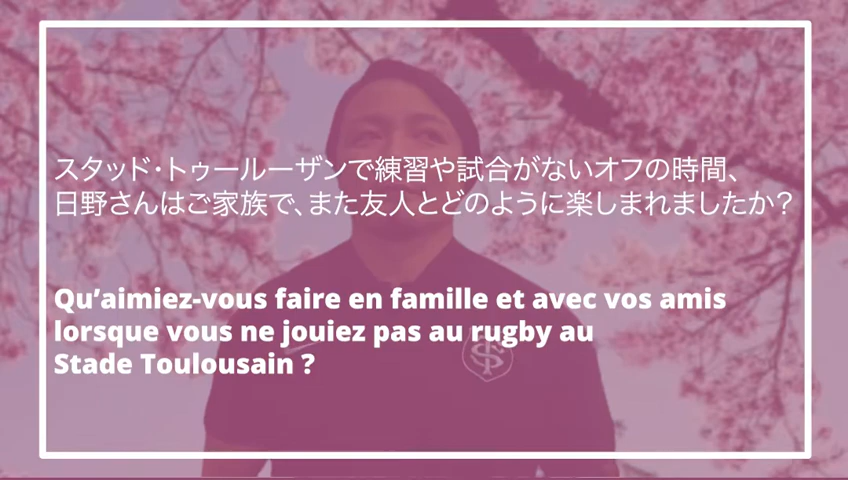 スタッド・トゥールーザンで練習や試合がないオフの時間、
日野さんはご家族で、また友人とどのように楽しまれましたか？
Qu’aimiez-vous faire en famille et avec vos amis
lorsque vous ne jouiez pas au rugby au
Stade Toulousain ?